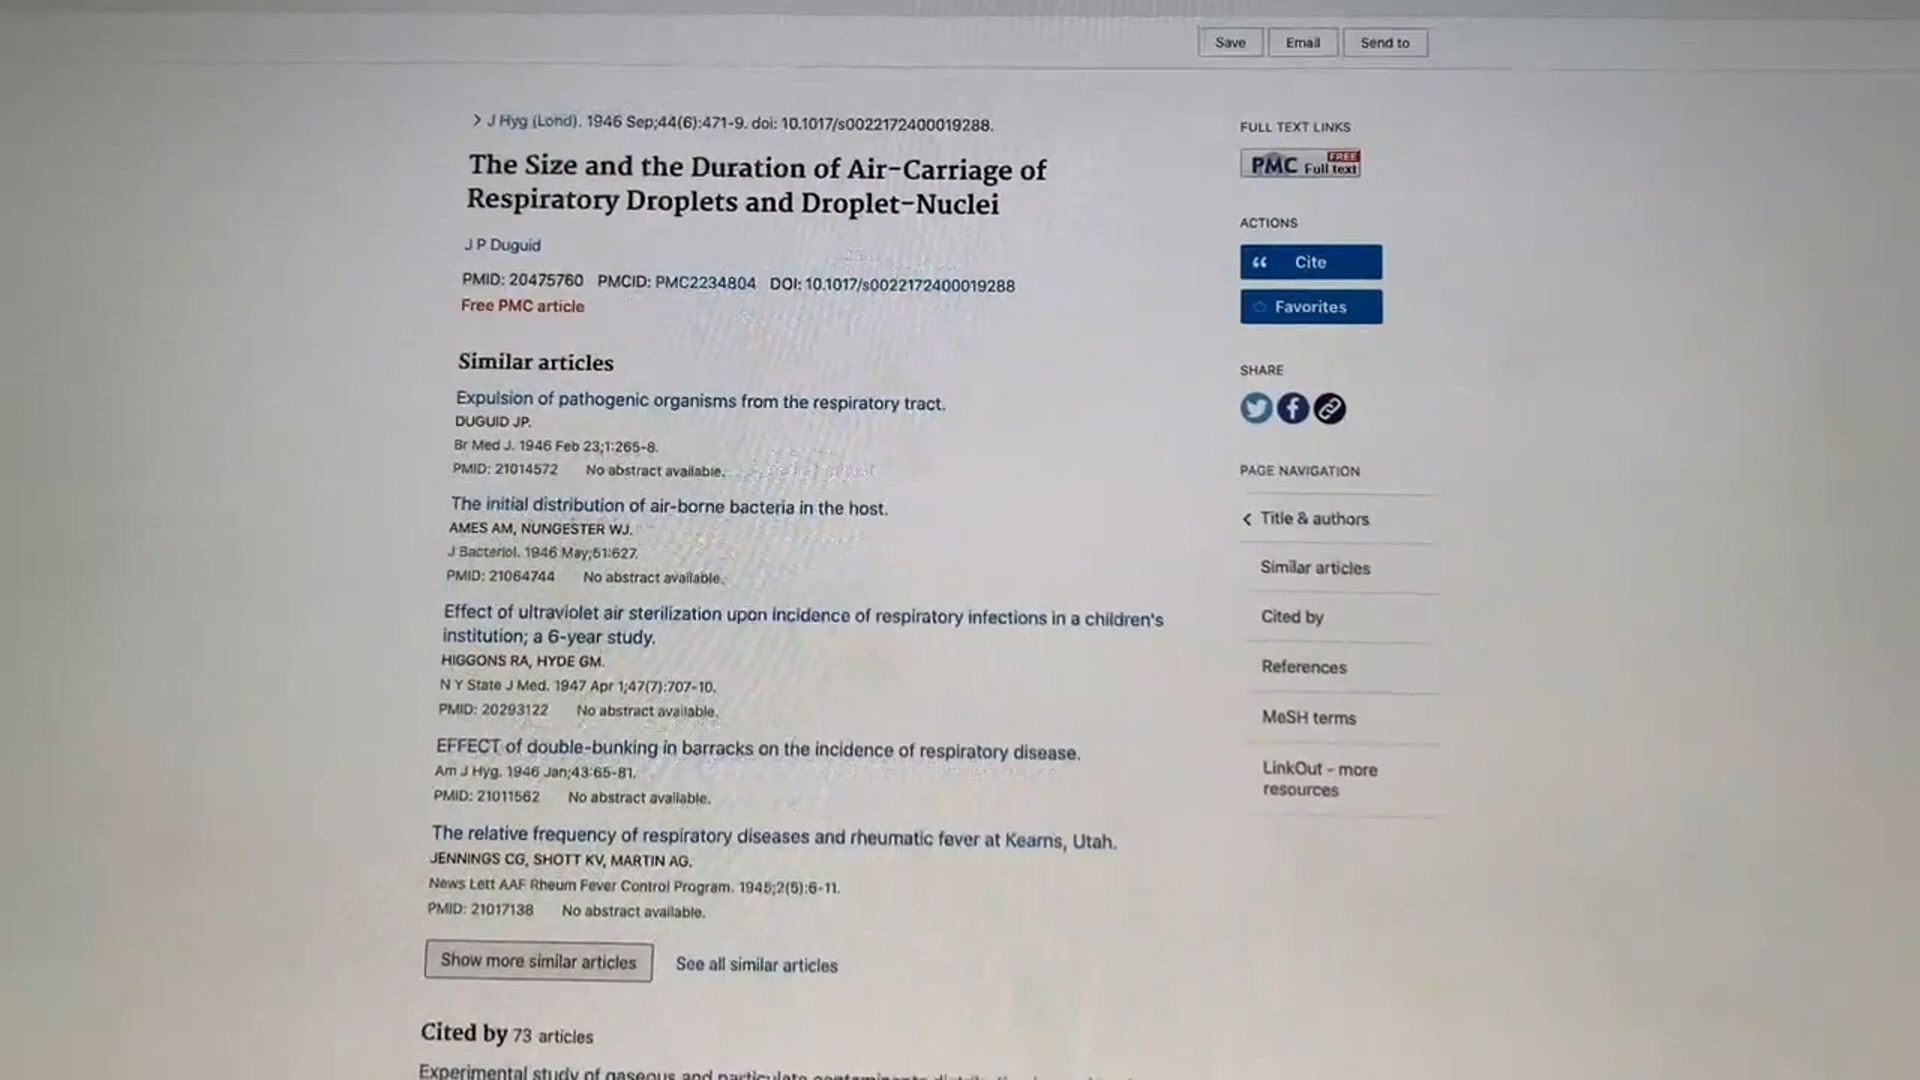 Save Email Send to
J Hyg (Lond). 1946 Sep;44(6):471-9. doi: 10.1017/s0022172400019288.
The Size and the Duration of Air-Carriage of
Respiratory Droplets and Droplet-Nuclei
J P Duguid
PMID: 20475760 PMCID: PMC2234804 DOI: 10.1017/s0022172400019288
Free PMC article
Similar articles
Expulsion of pathogenic organisms from the respiratory tract.
DUGUID JP.
Br Med J. 1946 Feb 23;1:265-8.
PMID: 21014572 No abstract available.
The initial distribution of air-borne bacteria in the host.
AMES AM, NUNGESTER WJ.
J Bacteriol. 1946 May;51:627.
PMID: 21064744 No abstract available.
Effect of ultraviolet air sterilization upon incidence of respiratory infections in a children's
institution; a 6-year study.
HIGGONS RA, HYDE GM.
N Y State J Med. 1947 Apr 1;47(7):707-10.
PMID: 20293122 No abstract available.
EFFECT of double-bunking in barracks on the incidence of respiratory disease.
Am J Hyg. 1946 Jan;43:65-81.
PMID: 21011562 No abstract available.
The relative frequency of respiratory diseases and rheumatic fever at Kearns, Utah.
JENNINGS CG, SHOTT KV, MARTIN AG.
News Lett AAF Rheum Fever Control Program. 1945;2(5):6-11.
PMID: 21017138 No abstract available.
Show more similar articles See all similar articles
Cited by 73 articles
Experimental study of gaseous and particulate contaminants
FULL TEXT LINKS
PMC FREE Full text
ACTIONS
Cite
Favorites
SHARE
PAGE NAVIGATION
Title & authors
Similar articles
Cited by
References
MeSH terms
LinkOut - more
resources